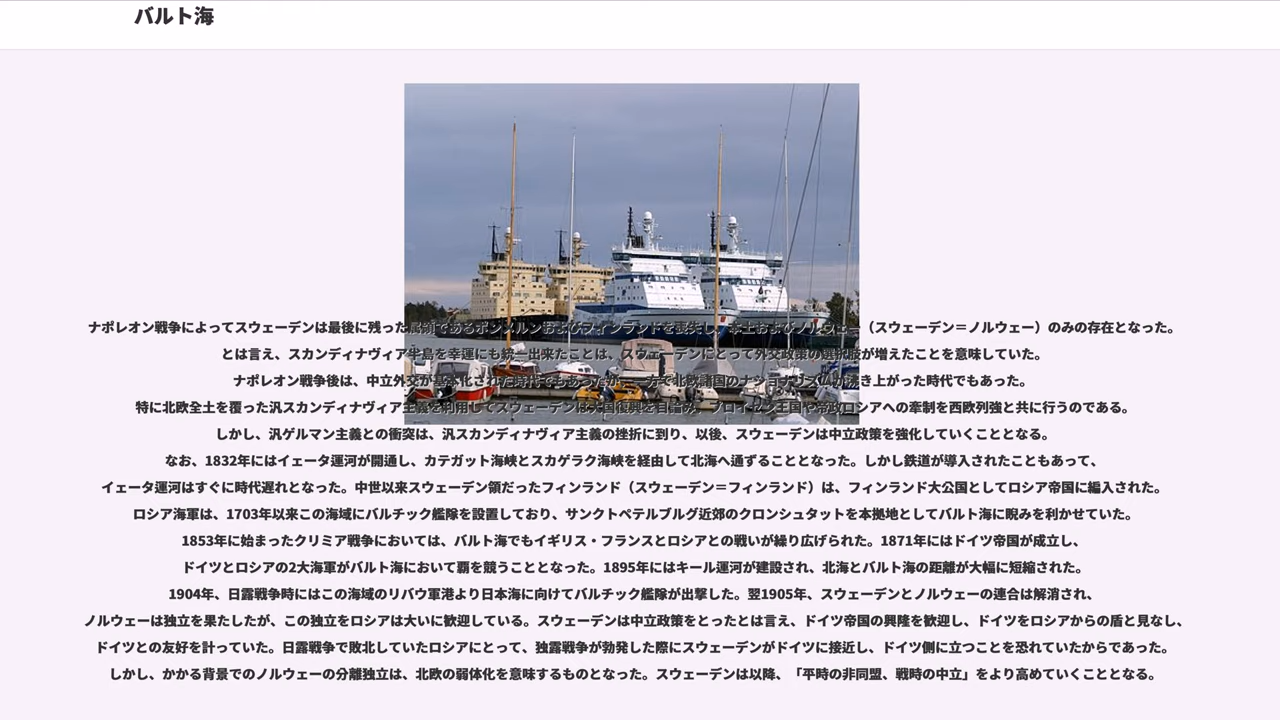 バルト海
ナポレオン戦争によってスウェーデンは最後に残った属領であるポンメルンおよびフィンランドを喪失し、本土およびノルウェー（スウェーデン＝ノルウェー）のみの存在となった。
とは言え、スカンディナヴィア半島を幸運にも統一出来たことは、スウェーデンにとって外交政策の選択肢が増えたことを意味していた。
ナポレオン戦争後は、中立外交が基本化された時代でもあったが、一方で北欧諸国のナショナリズムが沸き上がった時代でもあった。
特に北欧全土を覆った汎スカンディナヴィア主義を利用してスウェーデンは大国復興を目論み、プロイセン王国や帝政ロシアへの牽制を西欧列強と共に行うのである。
しかし、汎ゲルマン主義との衝突は、汎スカンディナヴィア主義の挫折に到り、以後、スウェーデンは中立政策を強化していくこととなる。
なお、1832年にはイェータ運河が開通し、カテガット海峡とスカゲラク海峡を経由して北海へ通ずることとなった。しかし鉄道が導入されたこともあって、
イェータ運河はすぐに時代遅れとなった。中世以来スウェーデン領だったフィンランド（スウェーデン＝フィンランド）は、フィンランド大公国としてロシア帝国に編入された。
ロシア海軍は、1703年以来この海域にバルチック艦隊を設置しており、サンクトペテルブルグ近郊のクロンシュタットを本拠地としてバルト海に睨みを利かせていた。
1853年に始まったクリミア戦争においては、バルト海でもイギリス・フランスとロシアとの戦いが繰り広げられた。1871年にはドイツ帝国が成立し、
ドイツとロシアの2大海軍がバルト海において覇を競うこととなった。1895年にはキール運河が建設され、北海とバルト海の距離が大幅に短縮された。
1904年、日露戦争時にはこの海域のリバウ軍港より日本海に向けてバルチック艦隊が出撃した。翌1905年、スウェーデンとノルウェーの連合は解消され、
ノルウェーは独立を果たしたが、この独立をロシアは大いに歓迎している。スウェーデンは中立政策をとったとは言え、ドイツ帝国の興隆を歓迎し、ドイツをロシアからの盾と見なし、
ドイツとの友好を計っていた。日露戦争で敗北していたロシアにとって、独露戦争が勃発した際にスウェーデンがドイツに接近し、ドイツ側に立つことを恐れていたからであった。
しかし、かかる背景でのノルウェーの分離独立は、北欧の弱体化を意味するものとなった。スウェーデンは以降、「平時の非同盟、戦時の中立」をより高めていくこととなる。